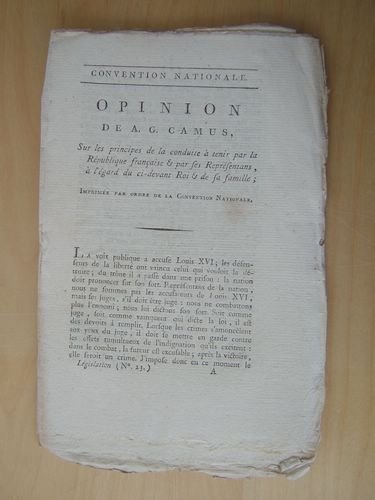 CONVENTION NATIONALE.
OPINION
DE A. G. CAMUS,
Sur les principes de la conduite à tenir par la
République française & par ses Représentans,
à l'égard du ci-devant Roi & de sa famille;
IMPRIMÉE PAR ORDRE DE LA CONVENTION NATIONALE.
LA voix publique a accusé Louis XVI; les défen-
seurs de la liberté ont vaincu celui qui vouloit la dé-
truire; du trône il a passé dans une prison: la nation
doit prononcer sur son sort. Représentans de la nation,
nous ne sommes pas les accusateurs de Louis XVI,
mais ses juges, s'il doit être jugé: nous ne combattons
plus l'ennemi; nous lui dictons son sort. Soit comme
juge, soit comme vainqueur qui dicte la loi, il est
des devoirs à remplir. Lorsque les crimes s'amoncèlent
aux yeux du juge, il doit se mettre en garde contre
les effets tumultueux de l'indignation qu'ils excitent:
dans le combat, la fureur est excusable; après la victoire,
elle seroit un crime. J'impose donc en ce moment le
Législation (N°. 23.) A